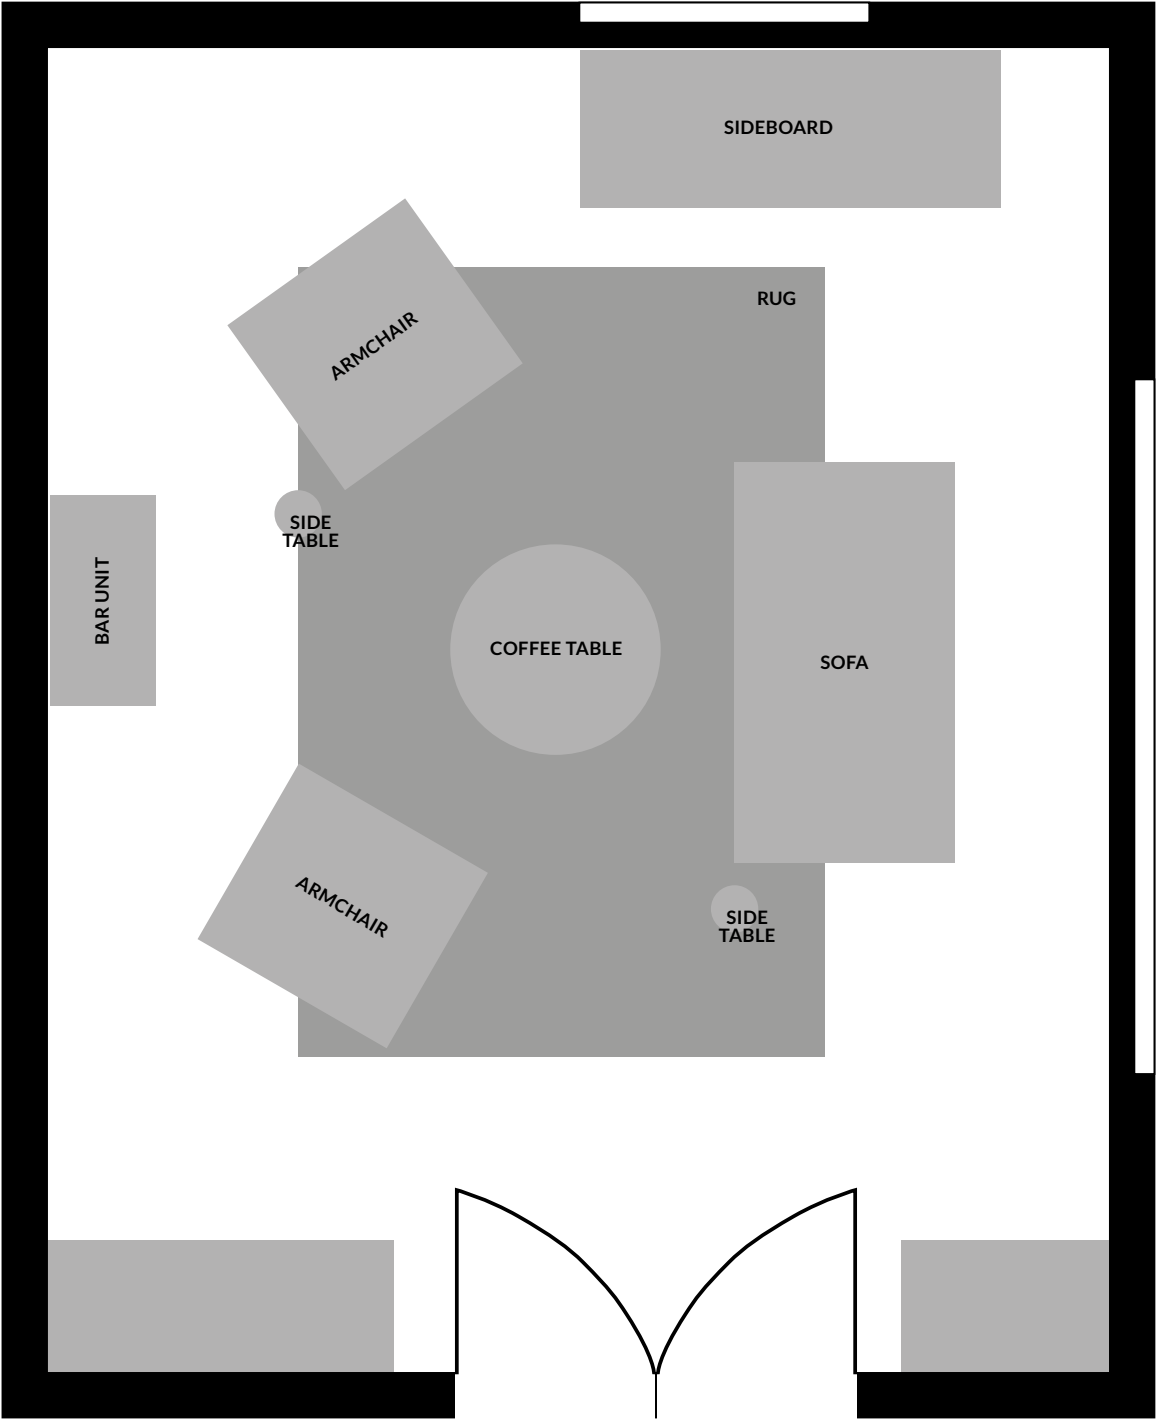 SIDEBOARD
RUG
ARMCHAIR
SIDE
TABLE
BAR UNIT
COFFEE TABLE
SOFA
ARMCHAIR
SIDE
TABLE